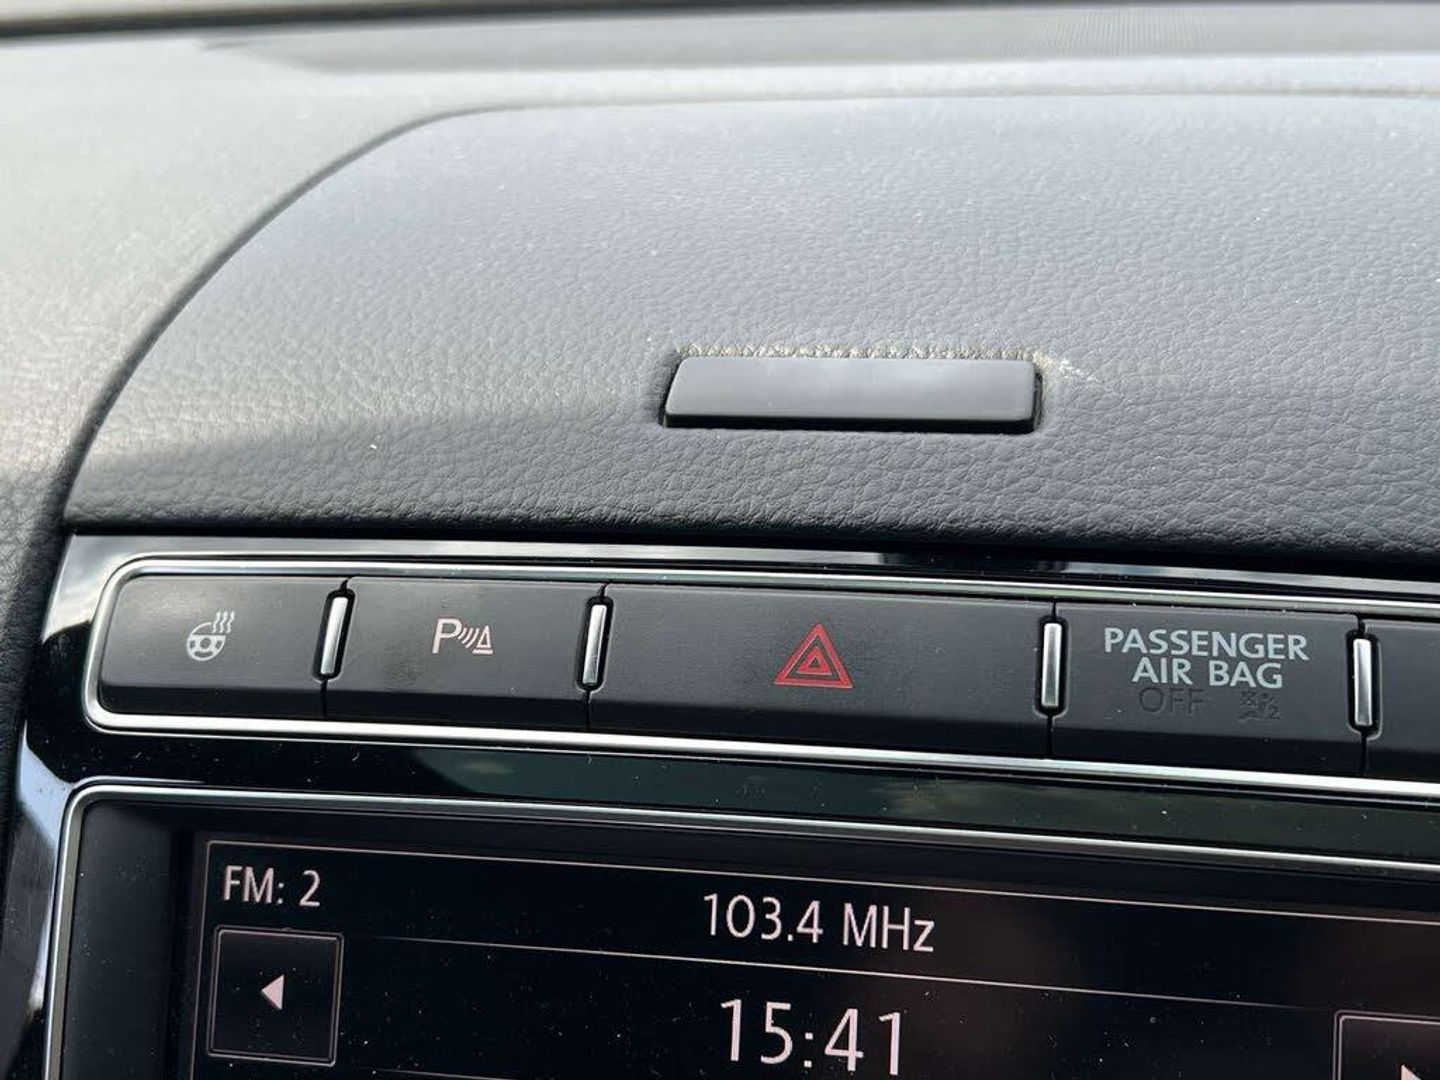 P
PASSENGER
AIR BAG
OFF
FM: 2
103.4 MHz
15:41